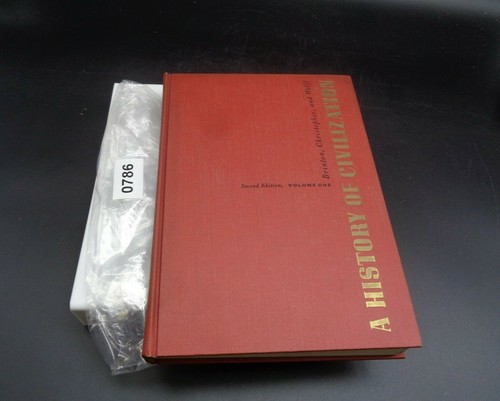 A HISTORY OF CIVILIZATION
Brinton, Christopher, and Wolff
Second Edition, VOLUME ONE
0786